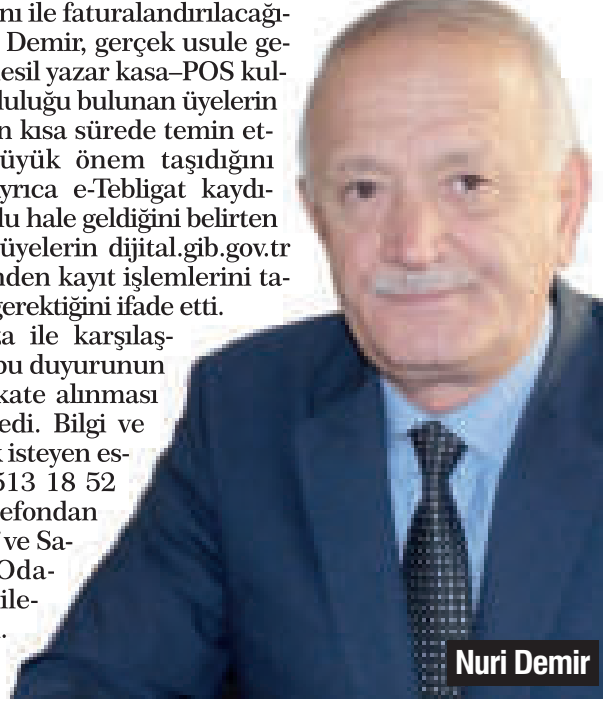 nı ile faturalandırılacağı-
Demir, gerçek usule ge-
esil yazar kasa–POS kul-
luluğu bulunan üyelerin
n kısa sürede temin et-
üyük önem taşıdığını
yrıca e-Tebligat kaydı-
lu hale geldiğini belirten
üyelerin dijital.gib.gov.tr
nden kayıt işlemlerini ta-
gerektiğini ifade etti.
za ile karşılaş-
bu duyurunun
kate alınması
edi. Bilgi ve
k isteyen es-
513 18 52
efondan
ve Sa-
Oda-
ile-
.
Nuri Demir